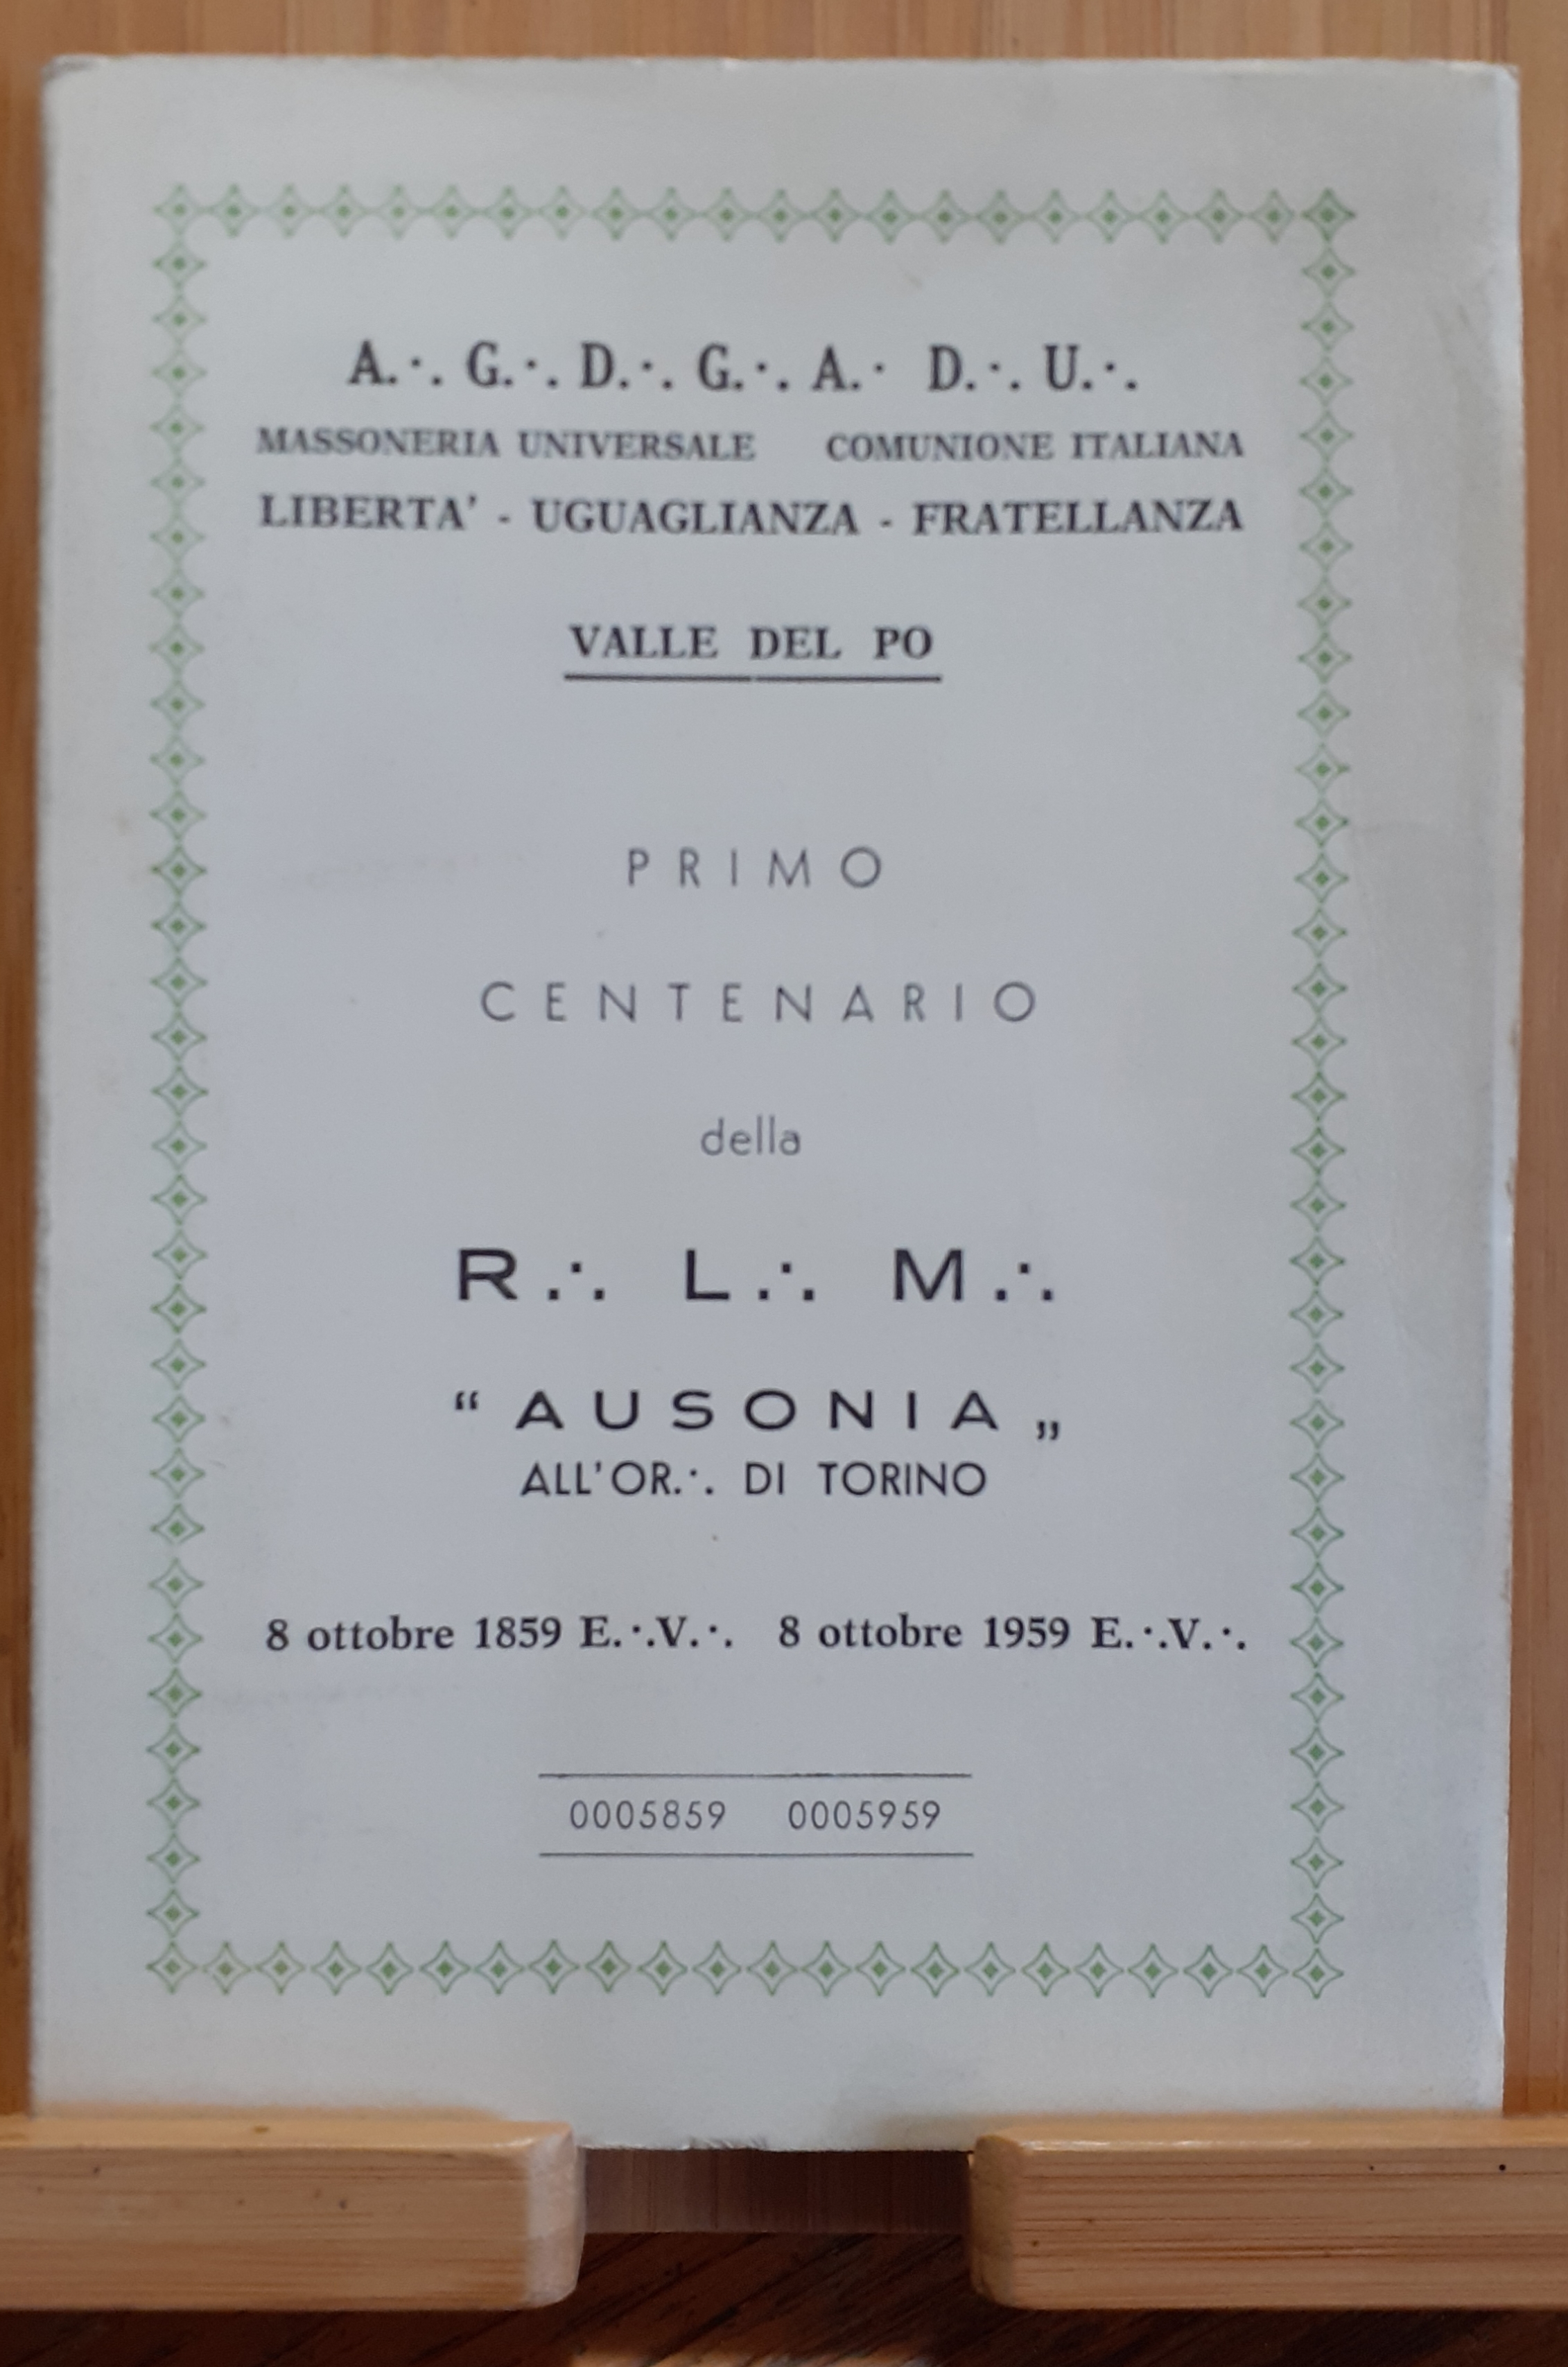 A.·. G.·. D.·. G.·. A.· D.·. U.·.
MASSONERIA UNIVERSALE COMUNIONE ITALIANA
LIBERTA' - UGUAGLIANZA - FRATELLANZA
VALLE DEL PO
PRIMO
CENTENARIO
della
R.·. L.·. M.·.
“ AUSONIA „
ALL'OR.·. DI TORINO
8 ottobre 1859 E.·.V.·. 8 ottobre 1959 E.·.V.·.
0005859 0005959